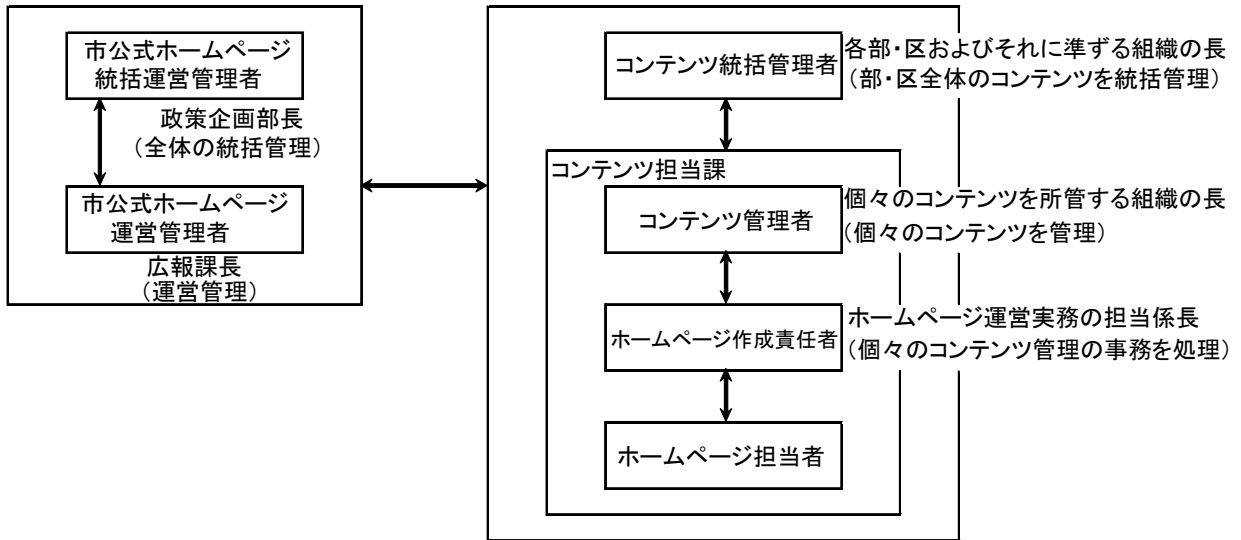 市公式ホームページ
統括運営管理者
政策企画部長
(全体の統括管理)
市公式ホームページ
運営管理者
広報課長
(運営管理)
コンテンツ統括管理者
各部・区およびそれに準ずる組織の長
(部・区全体のコンテンツを統括管理)
コンテンツ担当課
コンテンツ管理者
個々のコンテンツを所管する組織の長
(個々のコンテンツを管理)
ホームページ作成責任者
ホームページ運営実務の担当係長
(個々のコンテンツ管理の事務を処理)
ホームページ担当者